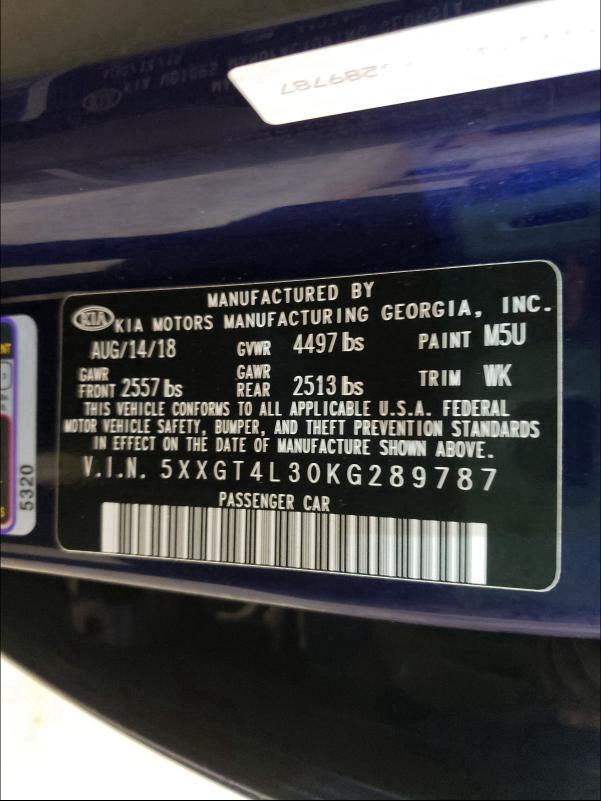 289787
MANUFACTURED BY
KIA KIA MOTORS MANUFACTURING GEORGIA, INC.
AUG/14/18 GVWR 4497 lbs PAINT M5U
GAWR FRONT 2557 lbs GAWR REAR 2513 lbs TRIM WK
THIS VEHICLE CONFORMS TO ALL APPLICABLE U.S.A. FEDERAL
MOTOR VEHICLE SAFETY, BUMPER, AND THEFT PREVENTION STANDARDS
IN EFFECT ON THE DATE OF MANUFACTURE SHOWN ABOVE.
V.I.N. 5XXGT4L30KG289787
PASSENGER CAR
5320